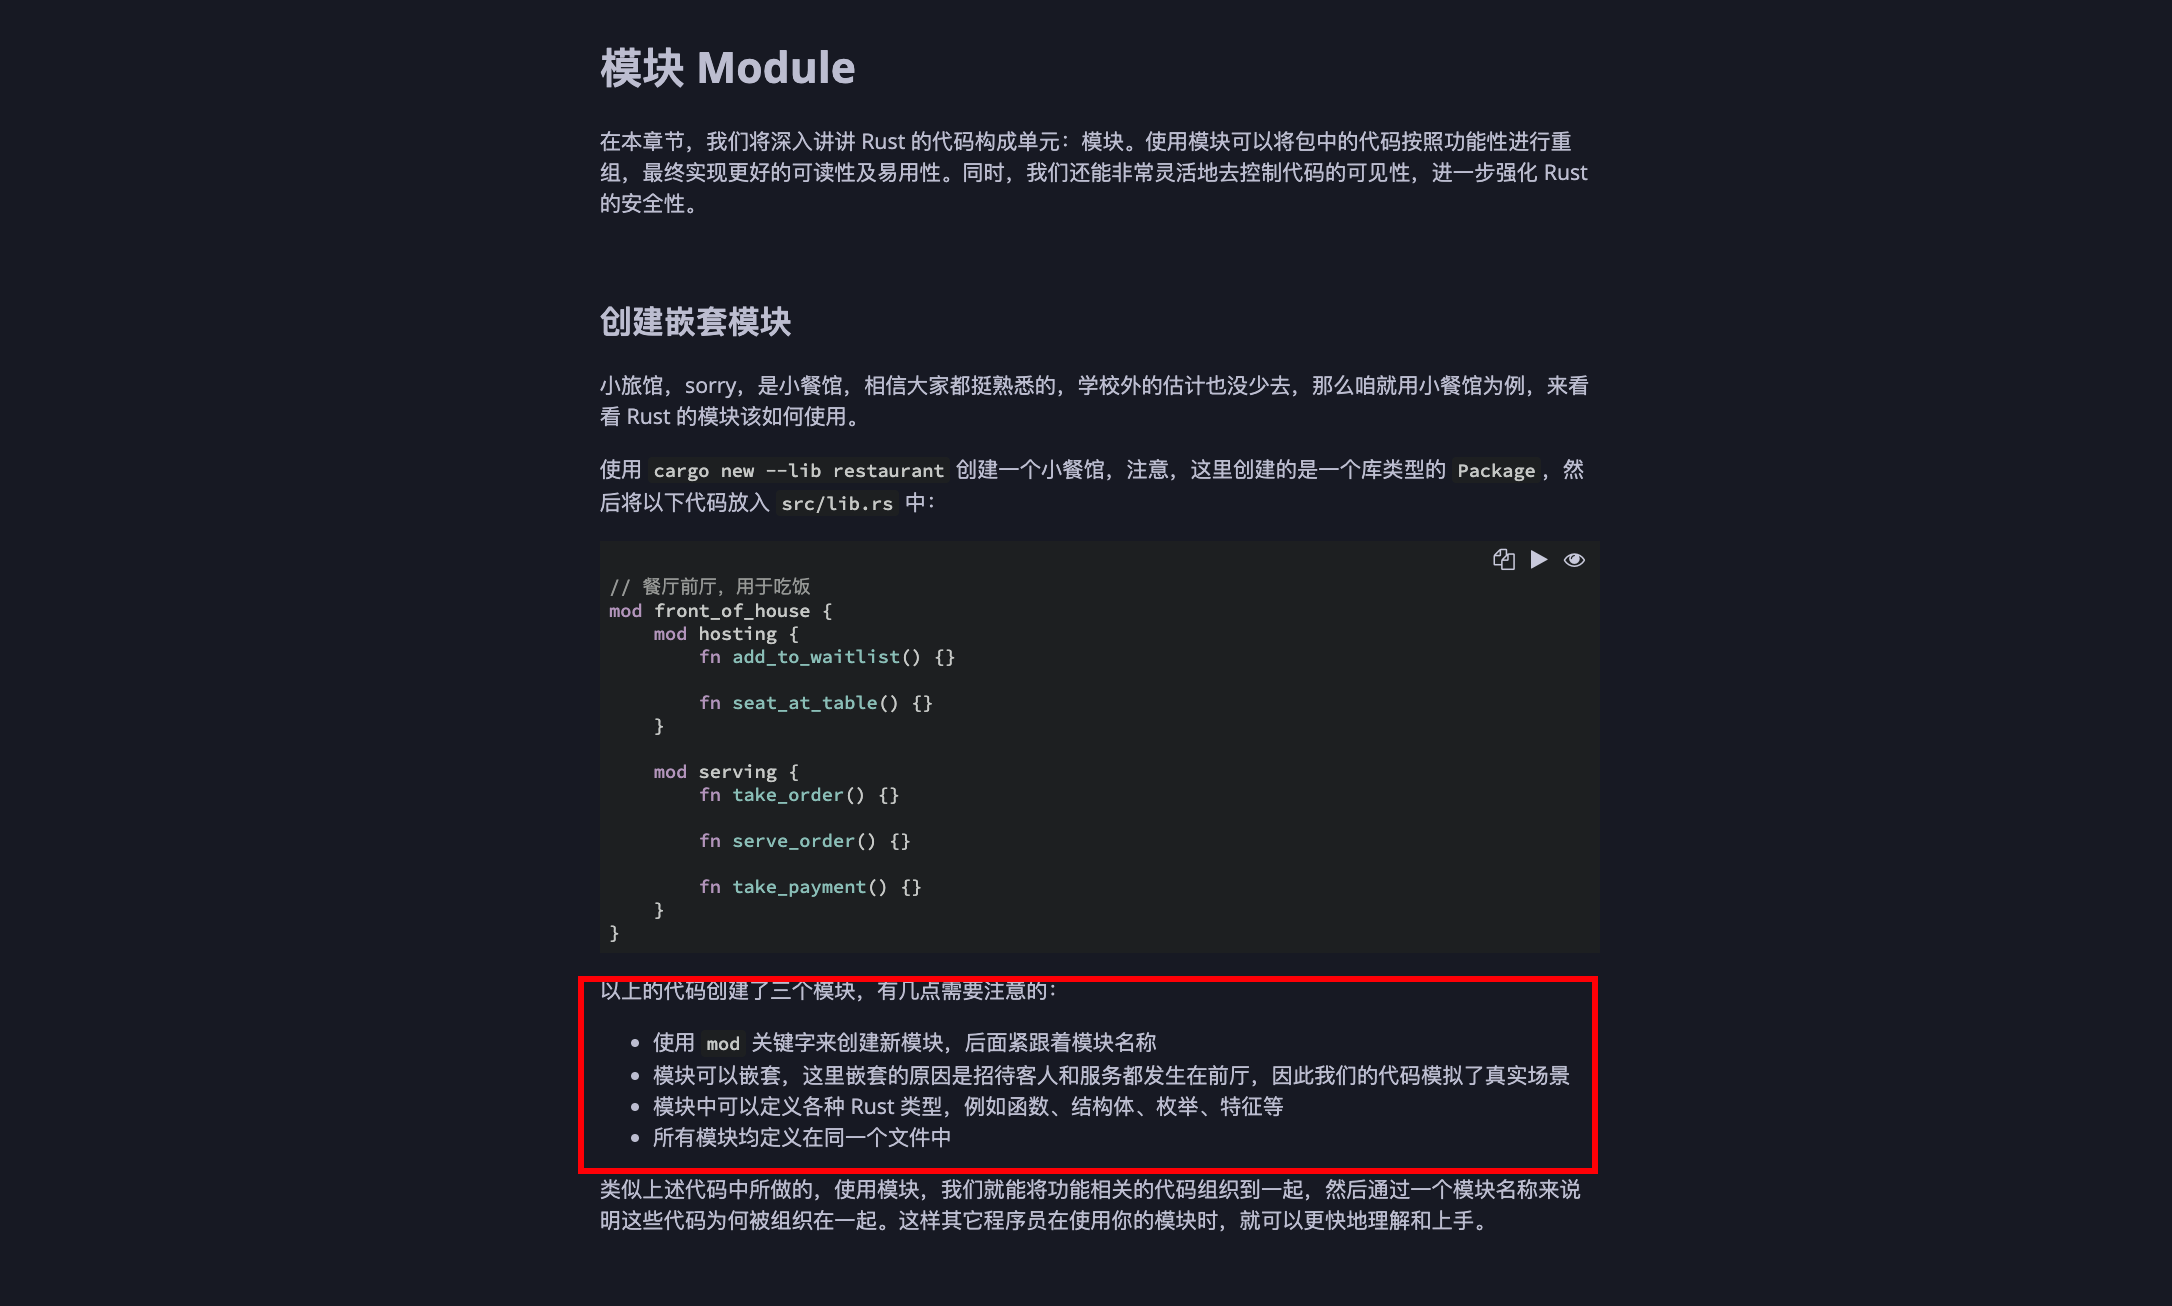 模块 Module
在本章节，我们将深入讲讲 Rust 的代码构成单元：模块。使用模块可以将包中的代码按照功能性进行重
组，最终实现更好的可读性及易用性。同时，我们还能非常灵活地去控制代码的可见性，进一步强化 Rust
的安全性。
创建嵌套模块
小旅馆，sorry，是小餐馆，相信大家都挺熟悉的，学校外的估计也没少去，那么咱就用小餐馆为例，来看
看 Rust 的模块该如何使用。
使用 cargo new --lib restaurant 创建一个小餐馆，注意，这里创建的是一个库类型的 Package，然
后将以下代码放入 src/lib.rs 中：
// 餐厅前厅，用于吃饭
mod front_of_house {
    mod hosting {
        fn add_to_waitlist() {}
        fn seat_at_table() {}
    }
    mod serving {
        fn take_order() {}
        fn serve_order() {}
        fn take_payment() {}
    }
}
以上的代码创建了三个模块，有几点需要注意的：
• 使用 mod 关键字来创建新模块，后面紧跟着模块名称
• 模块可以嵌套，这里嵌套的原因是招待客人和服务都发生在前厅，因此我们的代码模拟了真实场景
• 模块中可以定义各种 Rust 类型，例如函数、结构体、枚举、特征等
• 所有模块均定义在同一个文件中
类似上述代码中所做的，使用模块，我们就能将功能相关的代码组织到一起，然后通过一个模块名称来说
明这些代码为何被组织在一起。这样其它程序员在使用你的模块时，就可以更快地理解和上手。